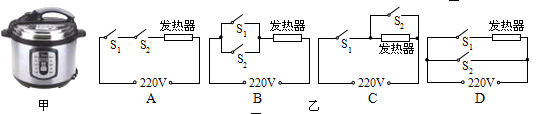 发热器 S₁ S₂ 220V A
S₁ S₂ 发热器 220V B
S₂ S₁ 发热器 220V C
发热器 S₁ S₂ 220V D
甲 乙